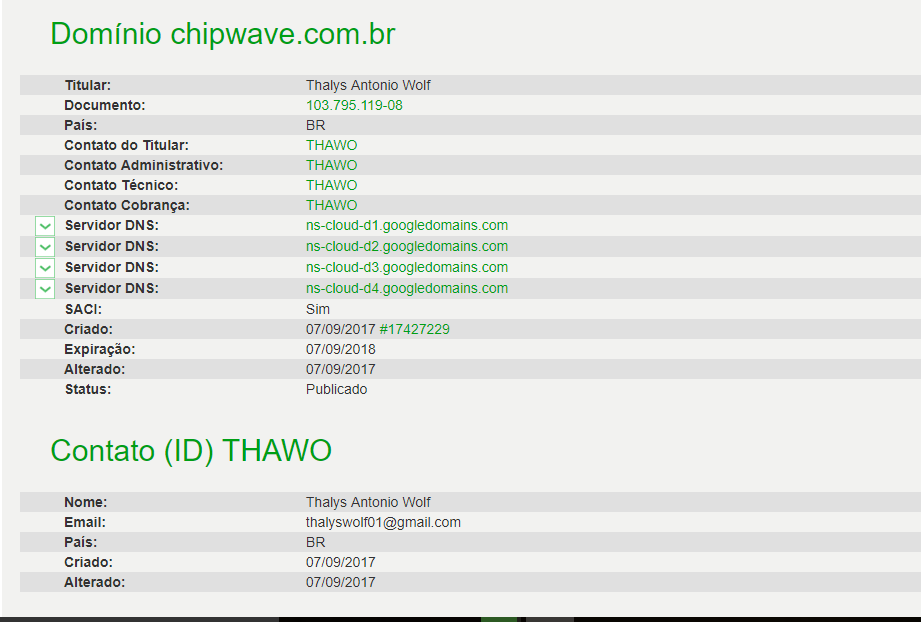 Domínio chipwave.com.br
Titular: Thalys Antonio Wolf
Documento: 103.795.119-08
País: BR
Contato do Titular: THAWO
Contato Administrativo: THAWO
Contato Técnico: THAWO
Contato Cobrança: THAWO
Servidor DNS: ns-cloud-d1.googledomains.com
Servidor DNS: ns-cloud-d2.googledomains.com
Servidor DNS: ns-cloud-d3.googledomains.com
Servidor DNS: ns-cloud-d4.googledomains.com
SACI: Sim
Criado: 07/09/2017 #17427229
Expiração: 07/09/2018
Alterado: 07/09/2017
Status: Publicado
Contato (ID) THAWO
Nome: Thalys Antonio Wolf
Email: thalyswolf01@gmail.com
País: BR
Criado: 07/09/2017
Alterado: 07/09/2017